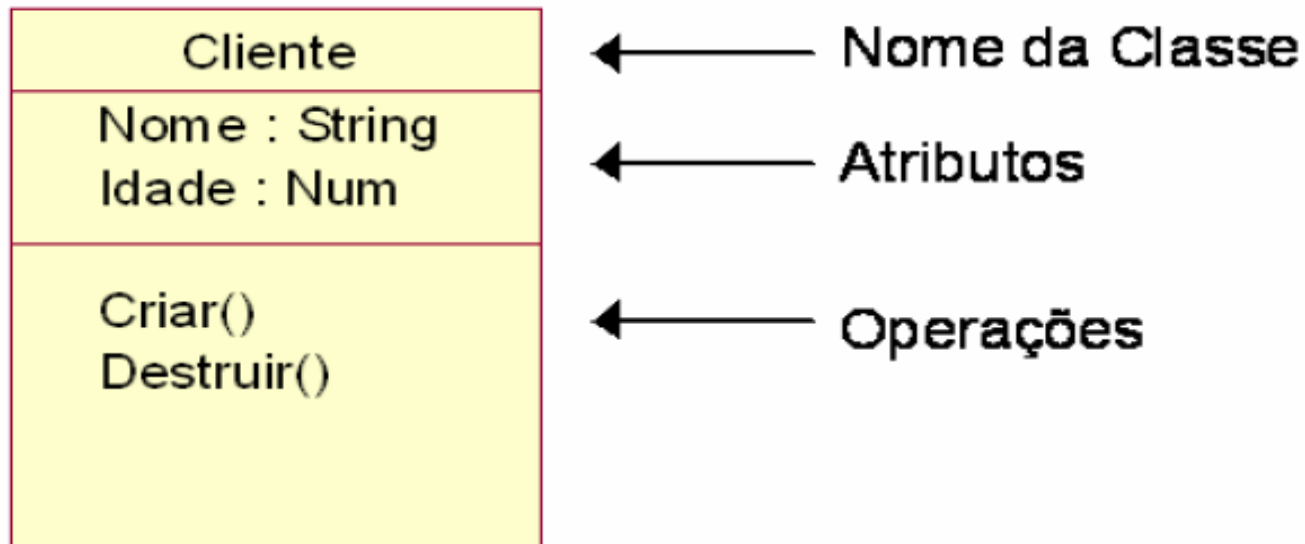 Cliente
Nome da Classe
Nome : String
Idade : Num
Atributos
Criar()
Destruir()
Operações